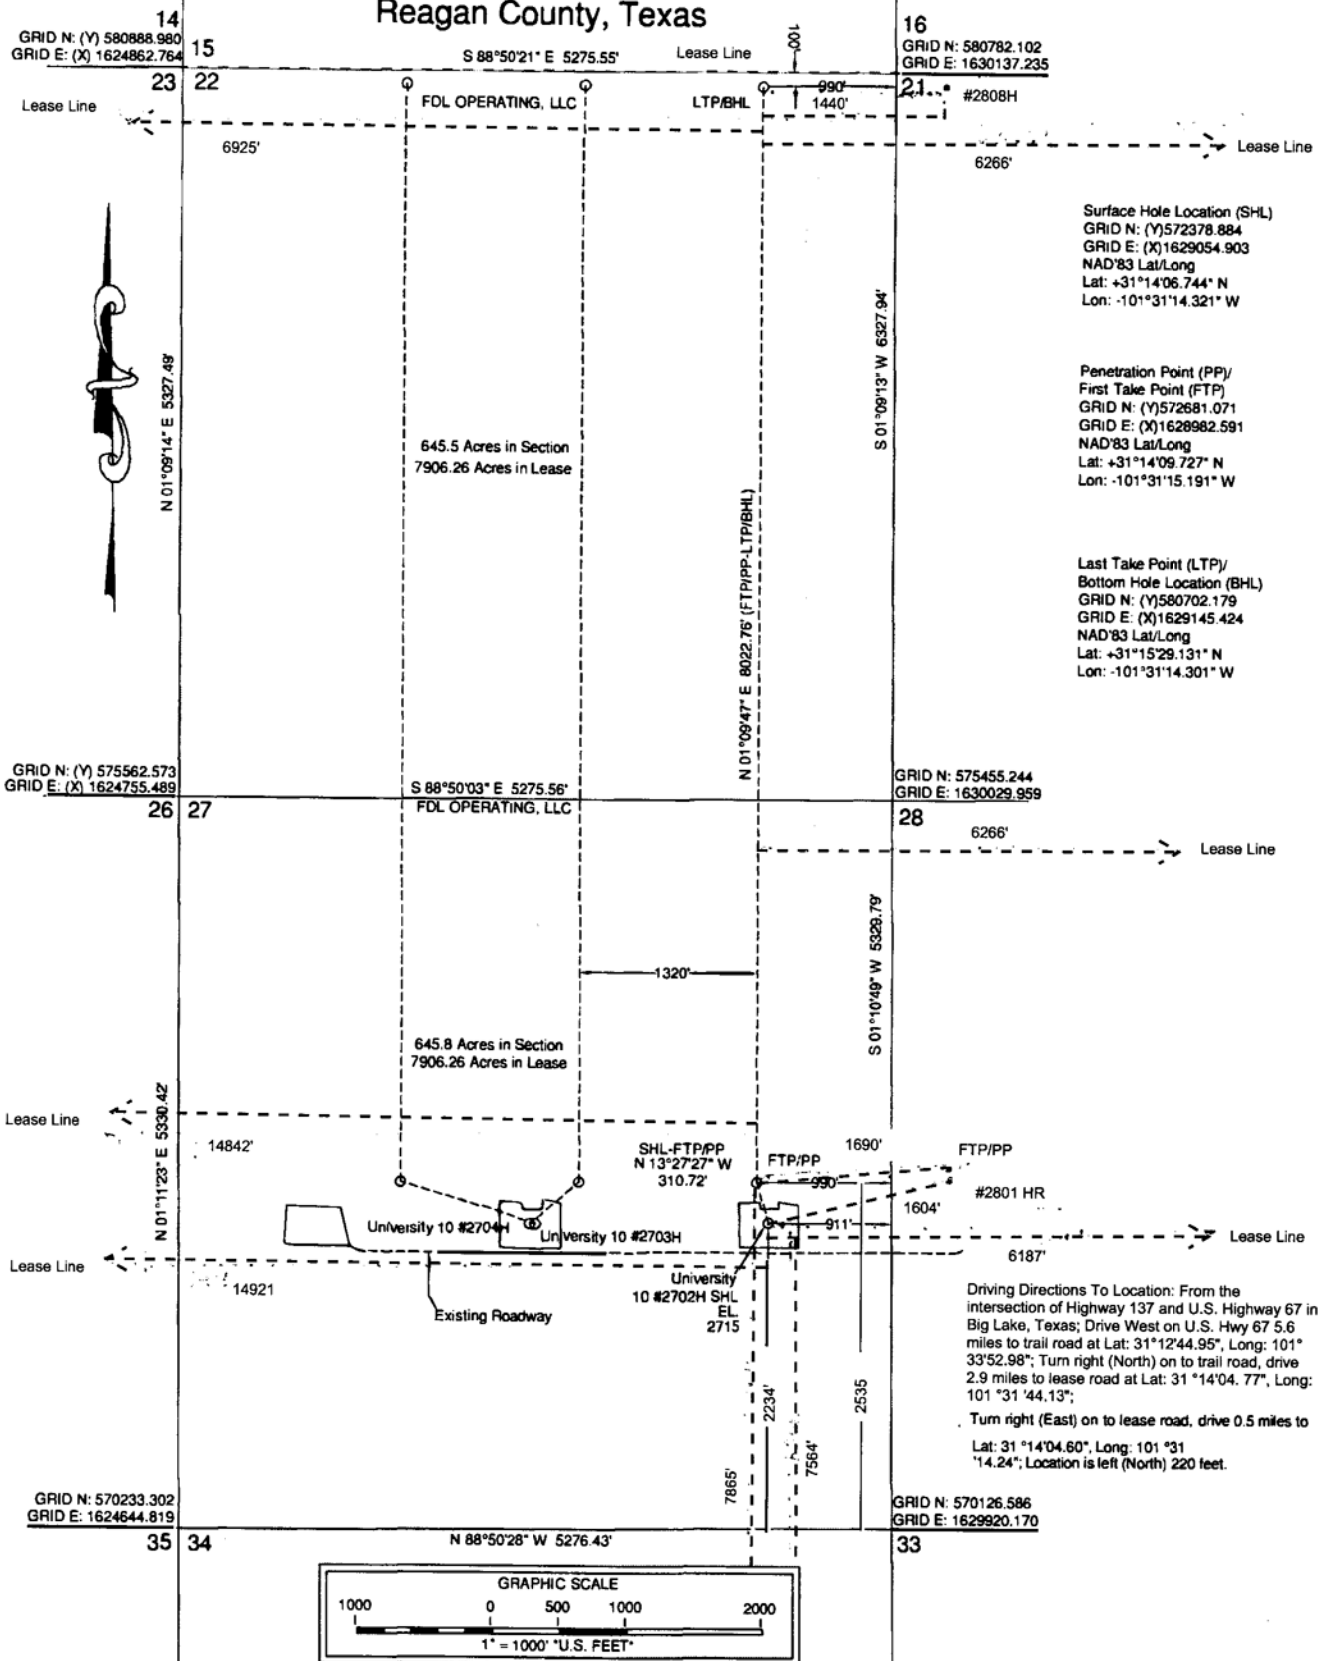 Reagan County, Texas
14
GRID N: (Y) 580888.980
GRID E: (X) 1624862.764
15
S 88°50'21" E 5275.55'
Lease Line
100'
16
GRID N: 580782.102
GRID E: 1630137.235
23
22
21
Lease Line
FDL OPERATING, LLC
LTP/BHL
990'
1440'
#2808H
6925'
6266'
Lease Line
Surface Hole Location (SHL)
GRID N: (Y)572378.884
GRID E: (X)1629054.903
NAD'83 Lat/Long
Lat: +31°14'06.744" N
Lon: -101°31'14.321" W
N 01°09'14" E 5327.49'
S 01°09'13" W 6327.94'
Penetration Point (PP)/
First Take Point (FTP)
GRID N: (Y)572681.071
GRID E: (X)1628982.591
NAD'83 Lat/Long
Lat: +31°14'09.727" N
Lon: -101°31'15.191" W
645.5 Acres in Section
7906.26 Acres in Lease
N 01°09'47" E 8022.76' (FTP/PP-LTP/BHL)
Last Take Point (LTP)/
Bottom Hole Location (BHL)
GRID N: (Y)580702.179
GRID E: (X)1629145.424
NAD'83 Lat/Long
Lat: +31°15'29.131" N
Lon: -101°31'14.301" W
GRID N: (Y) 575562.573
GRID E: (X) 1624755.489
S 88°50'03" E 5275.56'
GRID N: 575455.244
GRID E: 1630029.959
26
27
FDL OPERATING, LLC
28
6266'
Lease Line
1320'
S 01°10'49" W 5329.79'
645.8 Acres in Section
7906.26 Acres in Lease
N 01°11'23" E 5330.42'
Lease Line
14842'
SHL-FTP/PP
N 13°27'27" W
310.72'
FTP/PP
1690'
FTP/PP
990'
#2801 HR
1604'
University 10 #2704H
University 10 #2703H
911'
Lease Line
6187'
Lease Line
14921
University
10 #2702H SHL
EL.
2715
Existing Roadway
2234'
2535
7865'
7564'
Driving Directions To Location: From the
intersection of Highway 137 and U.S. Highway 67 in
Big Lake, Texas; Drive West on U.S. Hwy 67 5.6
miles to trail road at Lat: 31°12'44.95", Long: 101°
33'52.98"; Turn right (North) on to trail road, drive
2.9 miles to lease road at Lat: 31 °14'04. 77", Long:
101 °31 '44.13";
Turn right (East) on to lease road, drive 0.5 miles to
Lat: 31 °14'04.60", Long: 101 °31
'14.24"; Location is left (North) 220 feet.
GRID N: 570233.302
GRID E: 1624644.819
GRID N: 570126.586
GRID E: 1629920.170
35
34
N 88°50'28" W 5276.43'
33
GRAPHIC SCALE
1000 0 500 1000 2000
1" = 1000' "U.S. FEET"